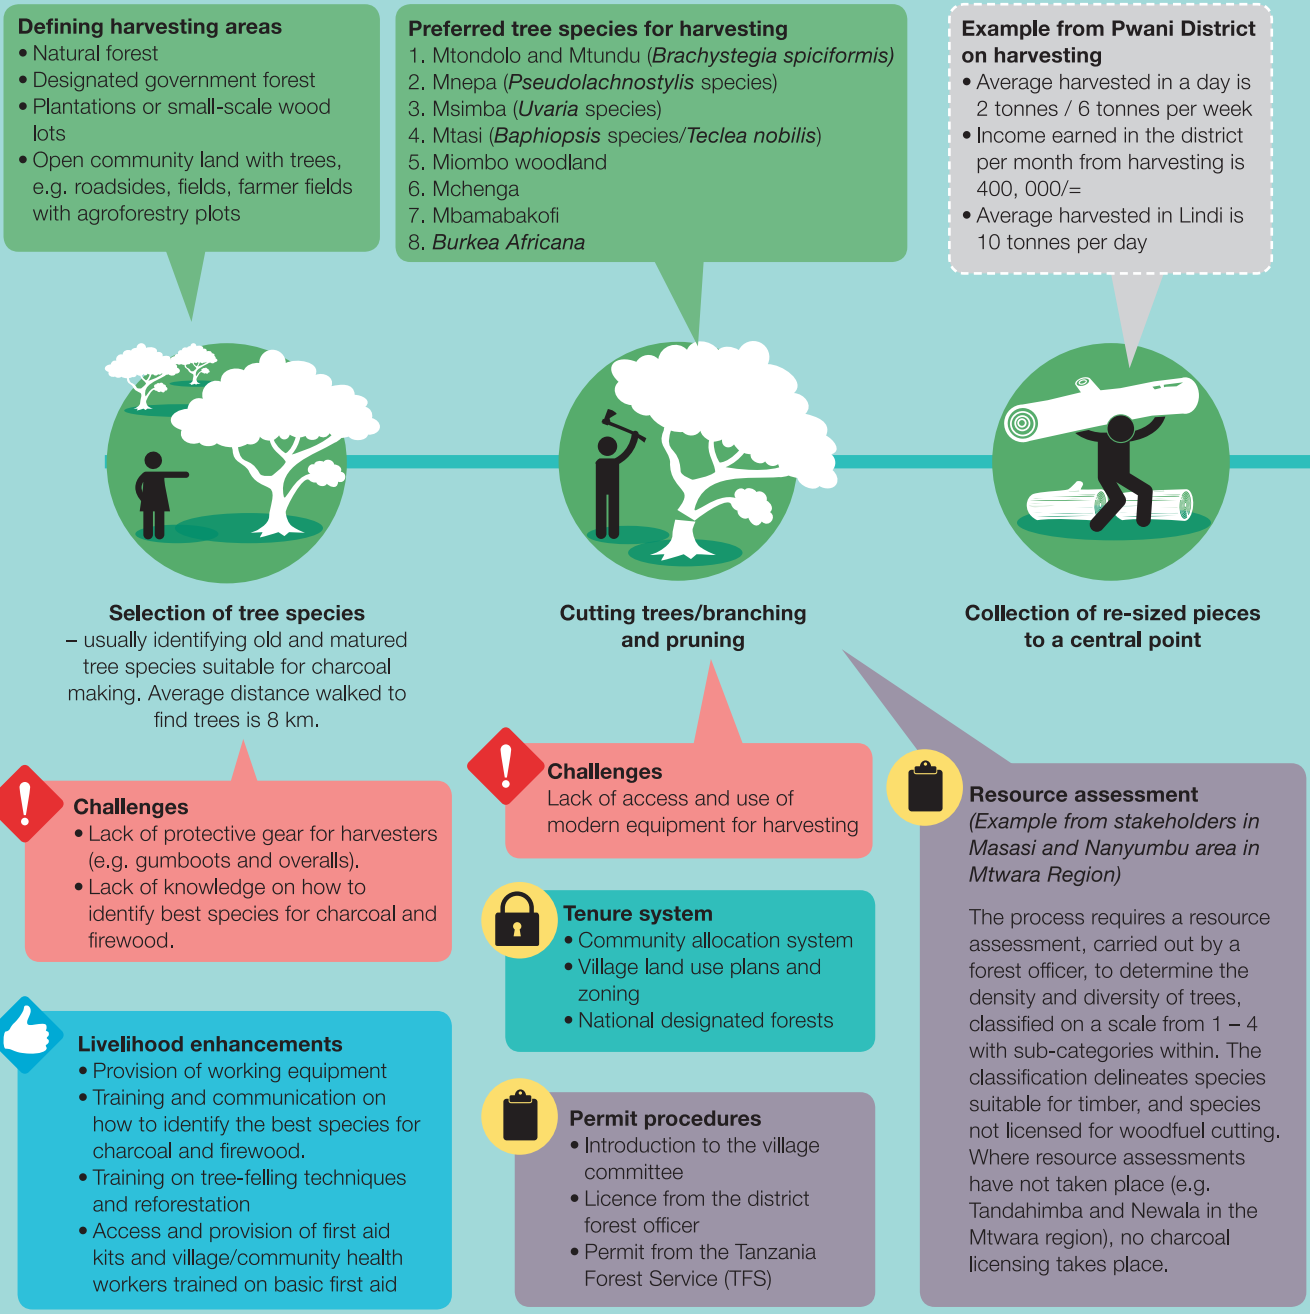 Defining harvesting areas
• Natural forest
• Designated government forest
• Plantations or small-scale wood
lots
• Open community land with trees,
e.g. roadsides, fields, farmer fields
with agroforestry plots
Preferred tree species for harvesting
1. Mtondolo and Mtundu (Brachystegia spiciformis)
2. Mnepa (Pseudolachnostylis species)
3. Msimba (Uvaria species)
4. Mtasi (Baphiopsis species/Teclea nobilis)
5. Miombo woodland
6. Mchenga
7. Mbamabakofi
8. Burkea Africana
Example from Pwani District
on harvesting
• Average harvested in a day is
2 tonnes / 6 tonnes per week
• Income earned in the district
per month from harvesting is
400, 000/=
• Average harvested in Lindi is
10 tonnes per day
Selection of tree species
– usually identifying old and matured
tree species suitable for charcoal
making. Average distance walked to
find trees is 8 km.
Cutting trees/branching
and pruning
Collection of re-sized pieces
to a central point
Challenges
• Lack of protective gear for harvesters
(e.g. gumboots and overalls).
• Lack of knowledge on how to
identify best species for charcoal and
firewood.
Livelihood enhancements
• Provision of working equipment
• Training and communication on
how to identify the best species for
charcoal and firewood.
• Training on tree-felling techniques
and reforestation
• Access and provision of first aid
kits and village/community health
workers trained on basic first aid
Challenges
Lack of access and use of
modern equipment for harvesting
Tenure system
• Community allocation system
• Village land use plans and
zoning
• National designated forests
Permit procedures
• Introduction to the village
committee
• Licence from the district
forest officer
• Permit from the Tanzania
Forest Service (TFS)
Resource assessment
(Example from stakeholders in
Masasi and Nanyumbu area in
Mtwara Region)
The process requires a resource
assessment, carried out by a
forest officer, to determine the
density and diversity of trees,
classified on a scale from 1 – 4
with sub-categories within. The
classification delineates species
suitable for timber, and species
not licensed for woodfuel cutting.
Where resource assessments
have not taken place (e.g.
Tandahimba and Newala in the
Mtwara region), no charcoal
licensing takes place.